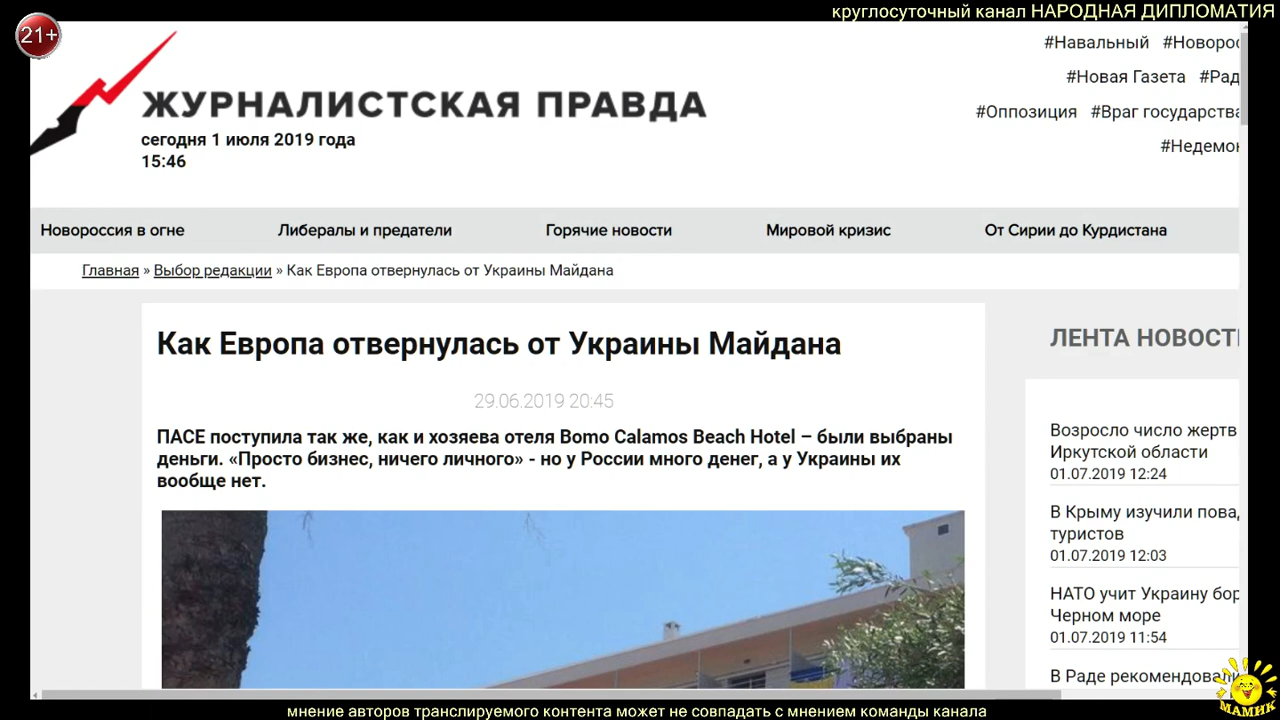 круглосуточный канал НАРОДНАЯ ДИПЛОМАТИЯ
21+
#Навальный #Новорос
ЖУРНАЛИСТСКАЯ ПРАВДА
#Новая Газета #Рад
сегодня 1 июля 2019 года
#Оппозиция #Враг государства
15:46
#Недемок
Новороссия в огне Либералы и предатели Горячие новости Мировой кризис От Сирии до Курдистана
Главная » Выбор редакции » Как Европа отвернулась от Украины Майдана
Как Европа отвернулась от Украины Майдана
29.06.2019 20:45
ПАСЕ поступила так же, как и хозяева отеля Bomo Calamos Beach Hotel – были выбраны
деньги. «Просто бизнес, ничего личного» - но у России много денег, а у Украины их
вообще нет.
ЛЕНТА НОВОСТ
Возросло число жертв
Иркутской области
01.07.2019 12:24
В Крыму изучили пова
туристов
01.07.2019 12:03
НАТО учит Украину бор
Черном море
01.07.2019 11:54
В Раде рекомендовал
МАМИК
мнение авторов транслируемого контента может не совпадать с мнением команды канала